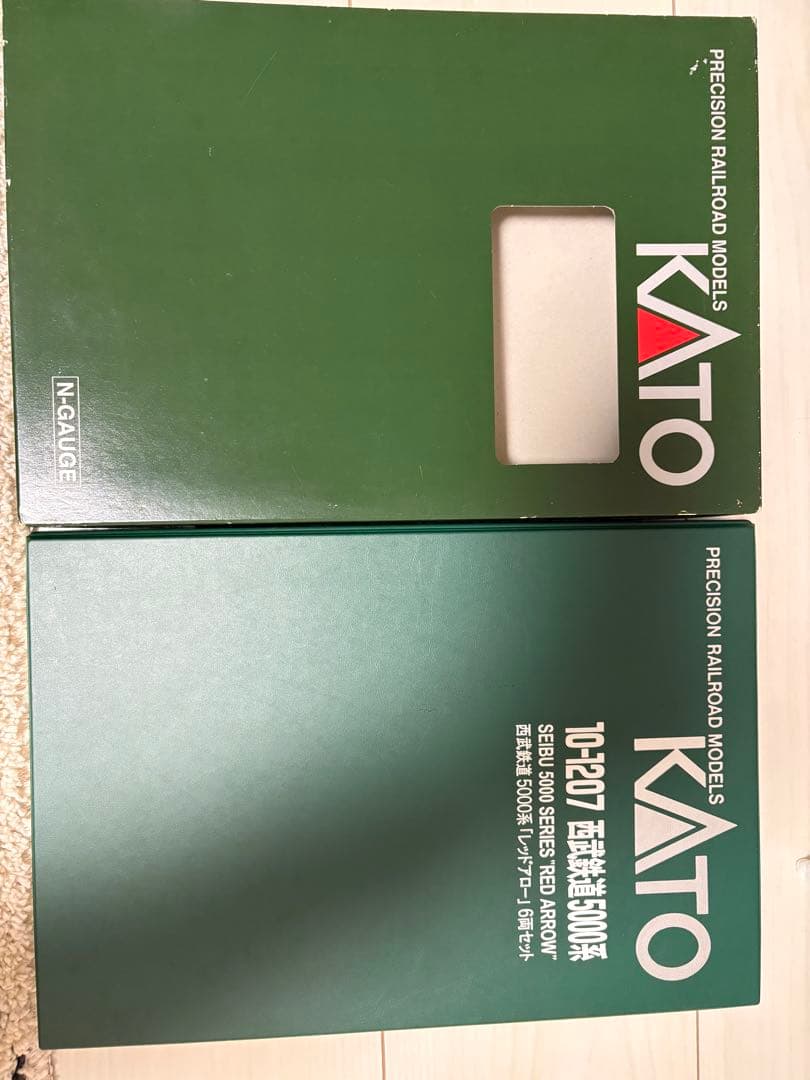 PRECISION RAILROAD MODELS
KATO
N-GAUGE
PRECISION RAILROAD MODELS
KATO
10-1207 西武鉄道5000系
SEIBU 5000 SERIES "RED ARROW"
西武鉄道 5000系「レッドアロー」 6両セット